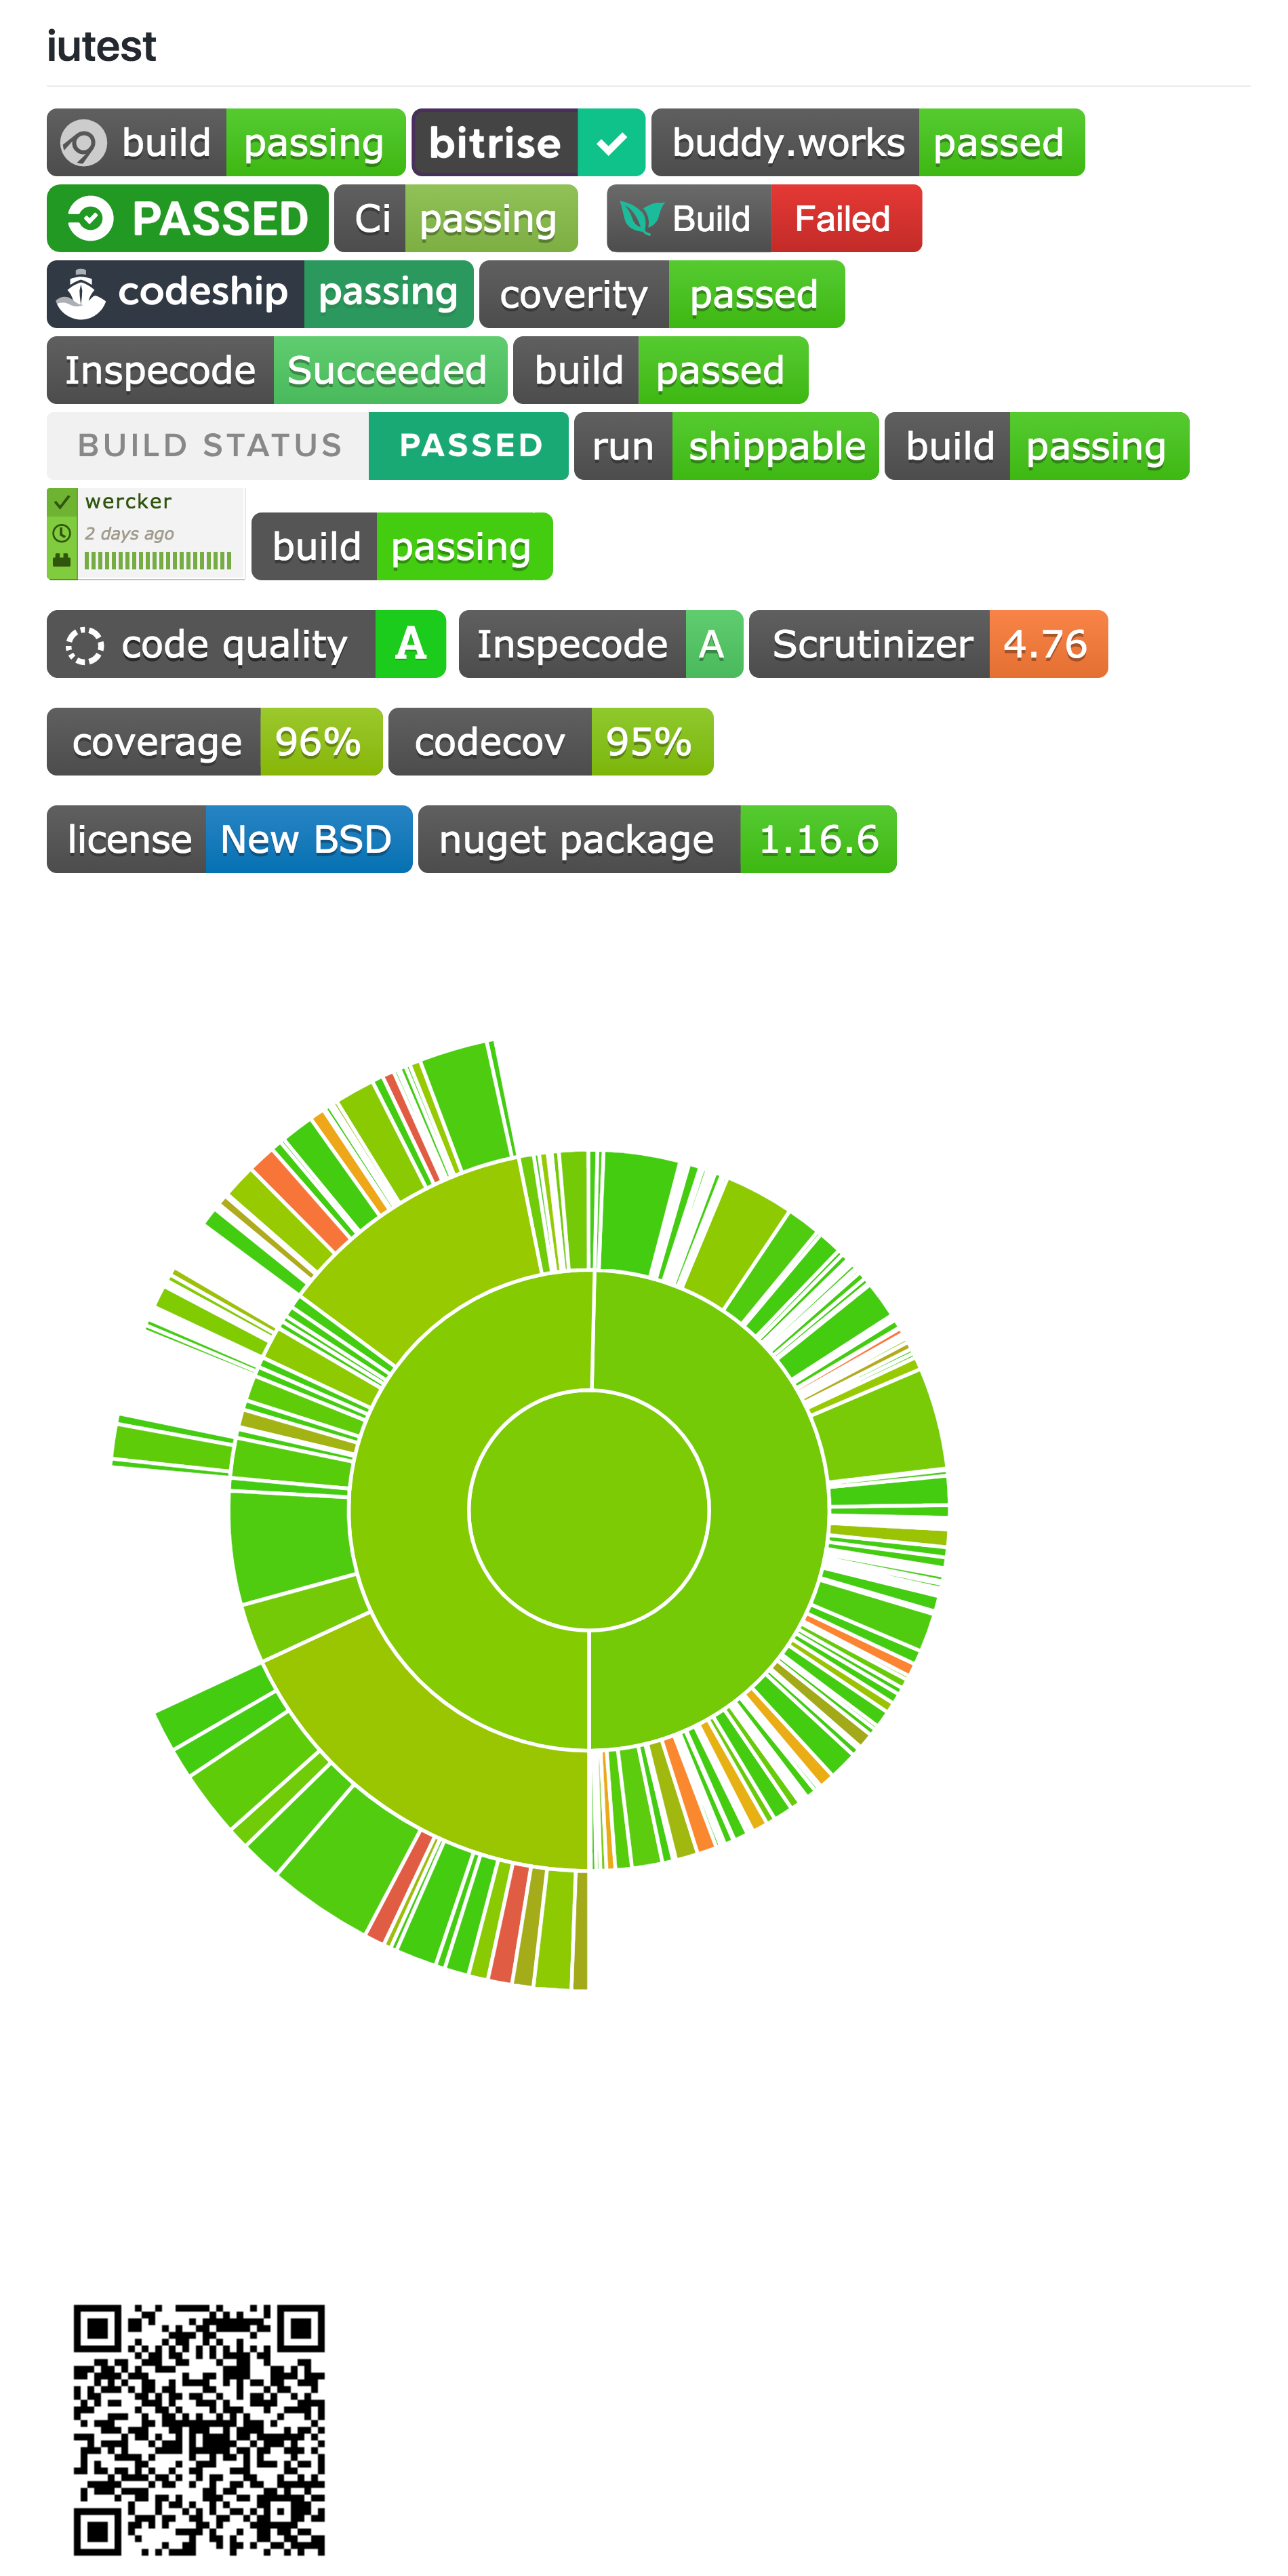 iutest
build passing bitrise buddy.works passed
PASSED Ci passing Build Failed
codeship passing coverity passed
Inspecode Succeeded build passed
BUILD STATUS PASSED run shippable build passing
wercker
2 days ago
build passing
code quality A Inspecode A Scrutinizer 4.76
coverage 96% codecov 95%
license New BSD nuget package 1.16.6